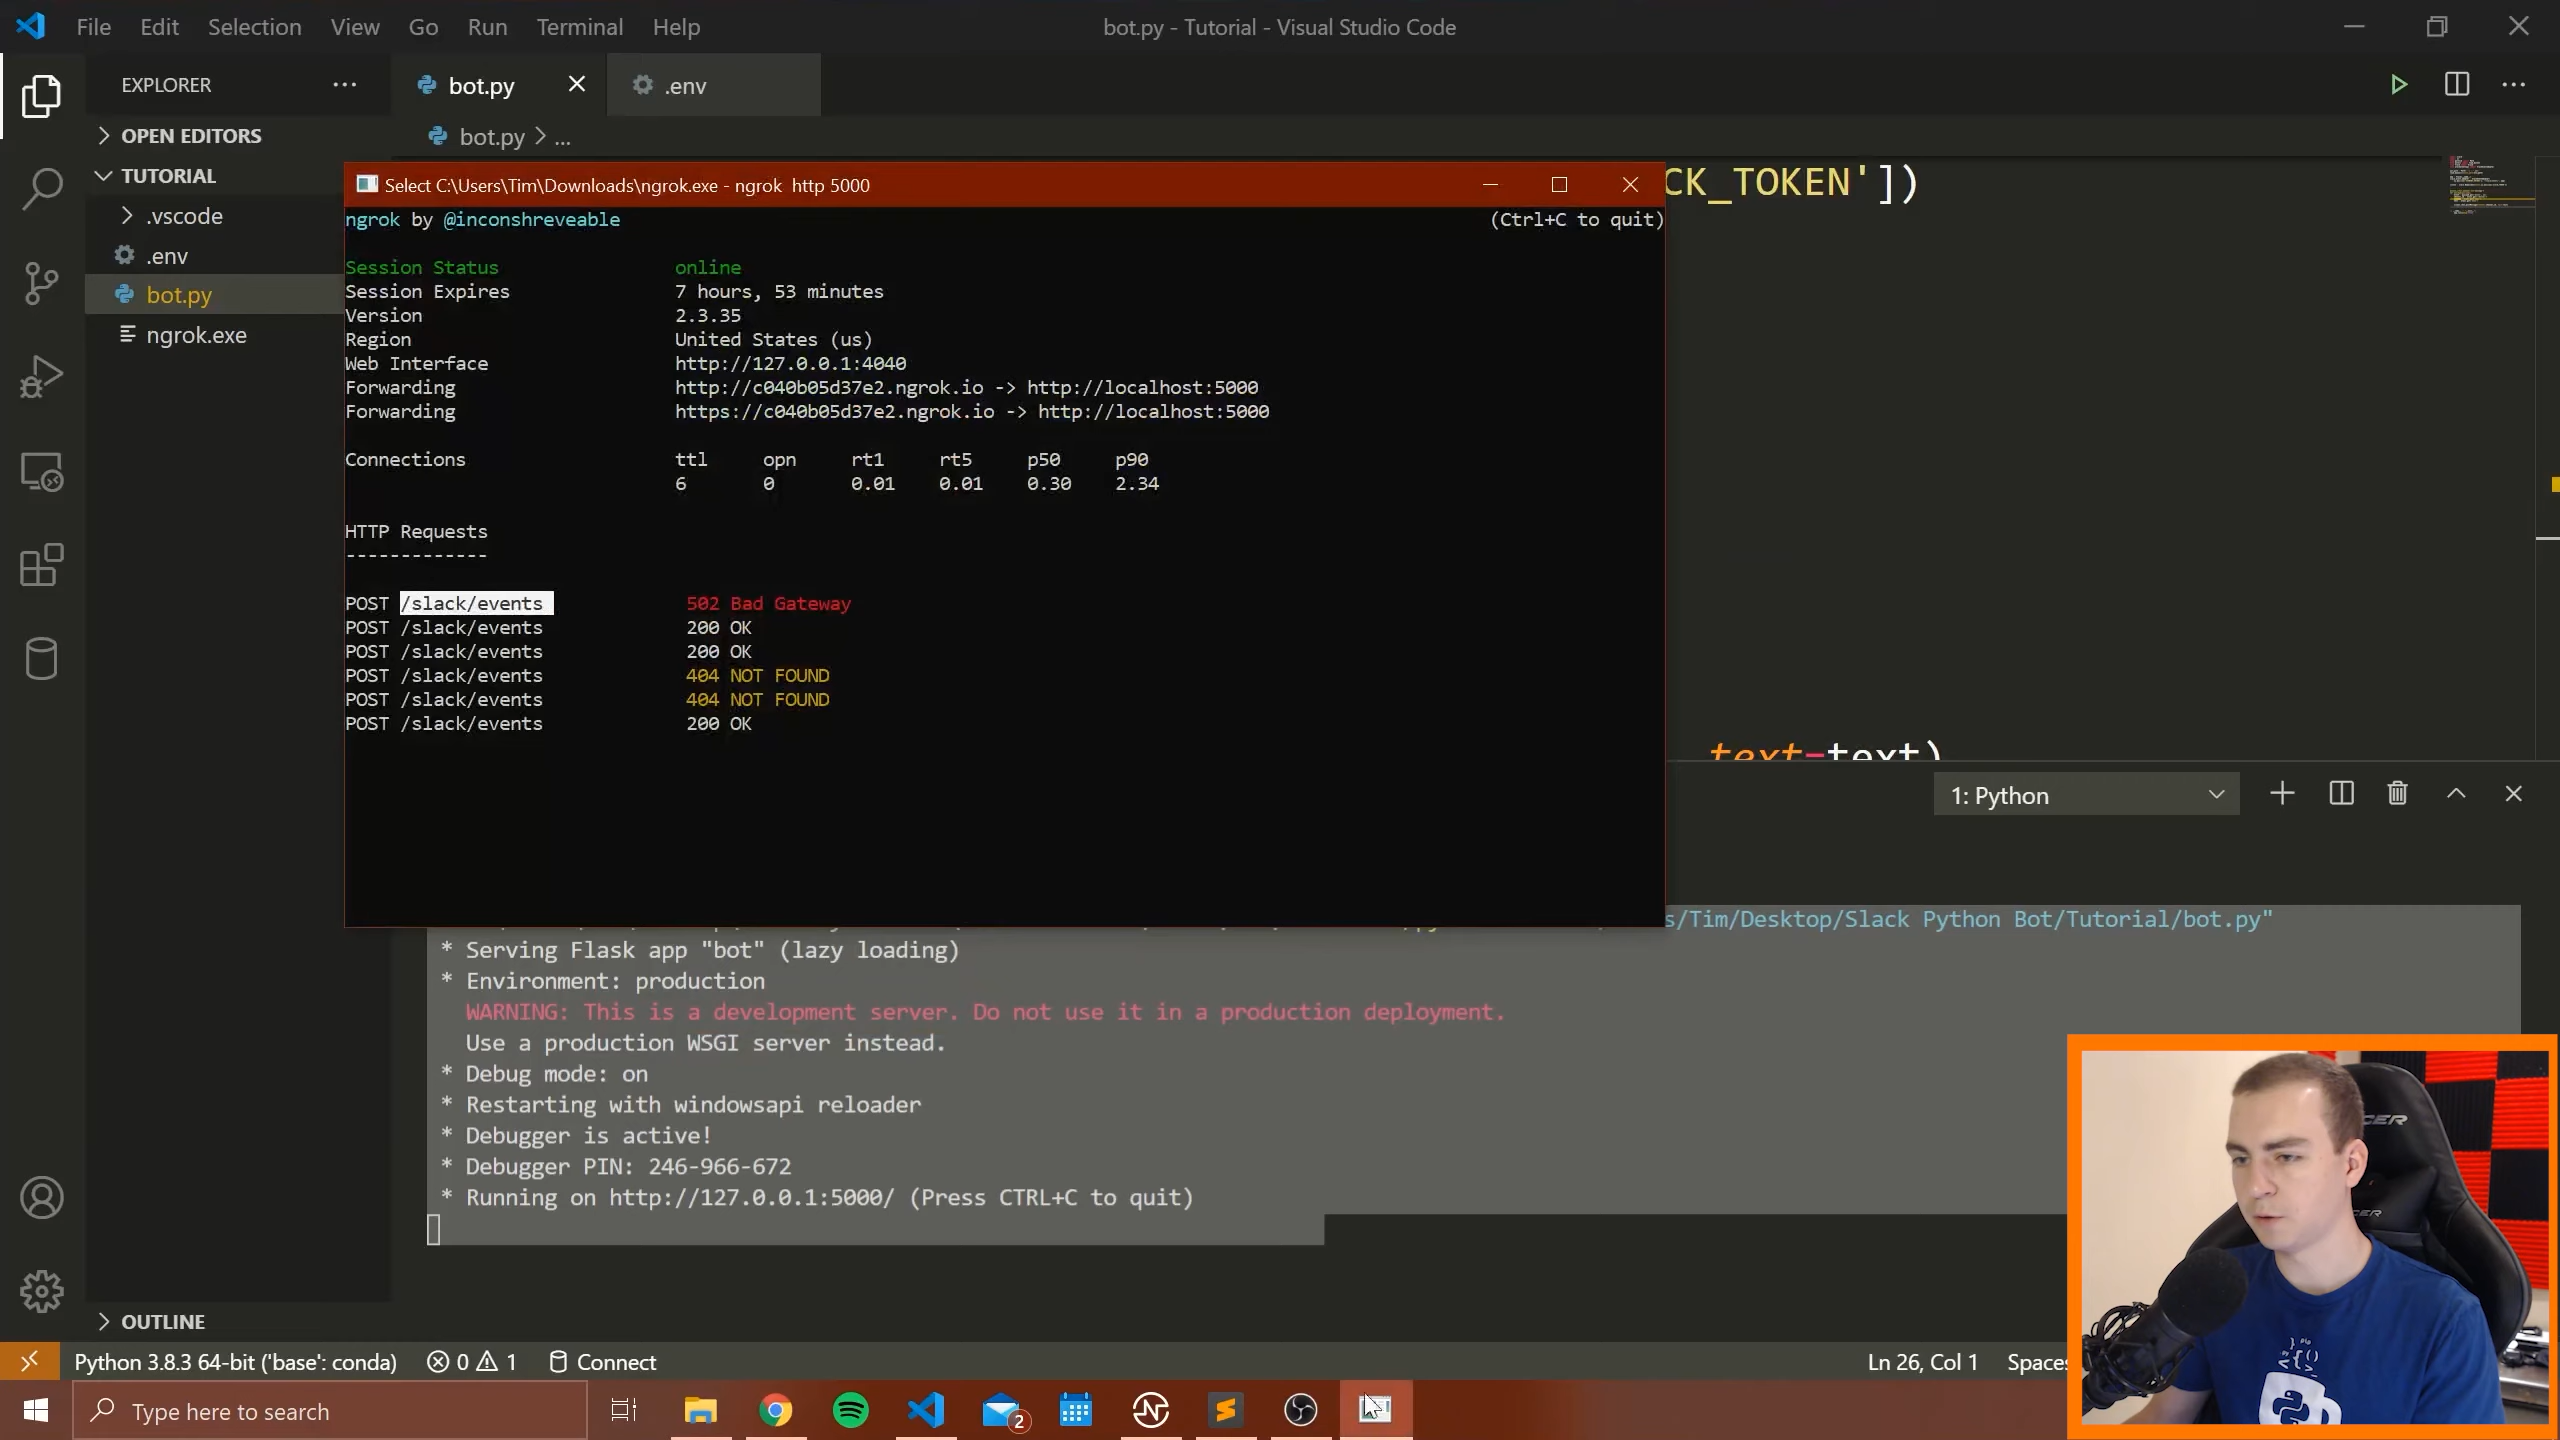 File Edit Selection View Go Run Terminal Help
bot.py - Tutorial - Visual Studio Code
EXPLORER
bot.py
.env
OPEN EDITORS
bot.py > ...
TUTORIAL
.vscode
.env
bot.py
ngrok.exe
OUTLINE
CK_TOKEN'])
text=text)
Select C:\Users\Tim\Downloads\ngrok.exe - ngrok http 5000
ngrok by @inconshreveable (Ctrl+C to quit)
Session Status online
Session Expires 7 hours, 53 minutes
Version 2.3.35
Region United States (us)
Web Interface http://127.0.0.1:4040
Forwarding http://c040b05d37e2.ngrok.io -> http://localhost:5000
Forwarding https://c040b05d37e2.ngrok.io -> http://localhost:5000
Connections ttl opn rt1 rt5 p50 p90
6 0 0.01 0.01 0.30 2.34
HTTP Requests
-------------
POST /slack/events 502 Bad Gateway
POST /slack/events 200 OK
POST /slack/events 200 OK
POST /slack/events 404 NOT FOUND
POST /slack/events 404 NOT FOUND
POST /slack/events 200 OK
1: Python
s/Tim/Desktop/Slack Python Bot/Tutorial/bot.py"
* Serving Flask app "bot" (lazy loading)
* Environment: production
WARNING: This is a development server. Do not use it in a production deployment.
Use a production WSGI server instead.
* Debug mode: on
* Restarting with windowsapi reloader
* Debugger is active!
* Debugger PIN: 246-966-672
* Running on http://127.0.0.1:5000/ (Press CTRL+C to quit)
Python 3.8.3 64-bit ('base': conda) 0 1 Connect
Ln 26, Col 1 Spaces
Type here to search
2